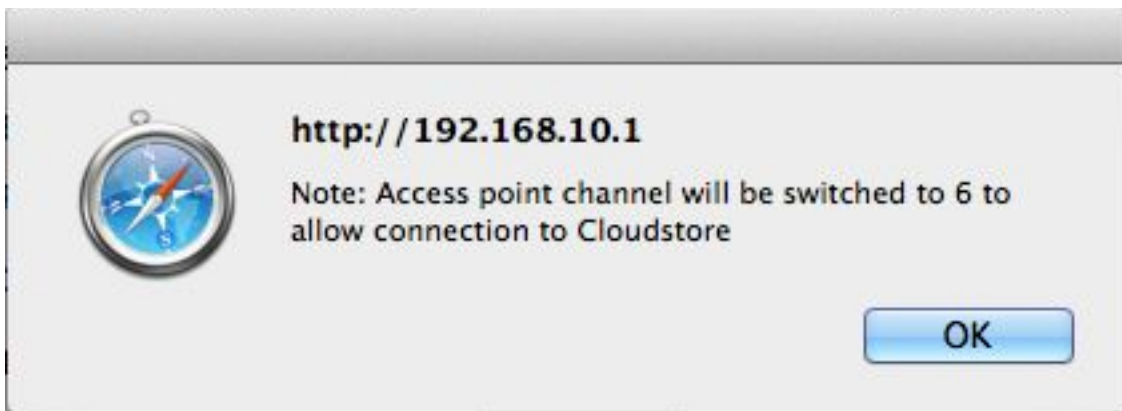 http://192.168.10.1
Note: Access point channel will be switched to 6 to
allow connection to Cloudstore
OK